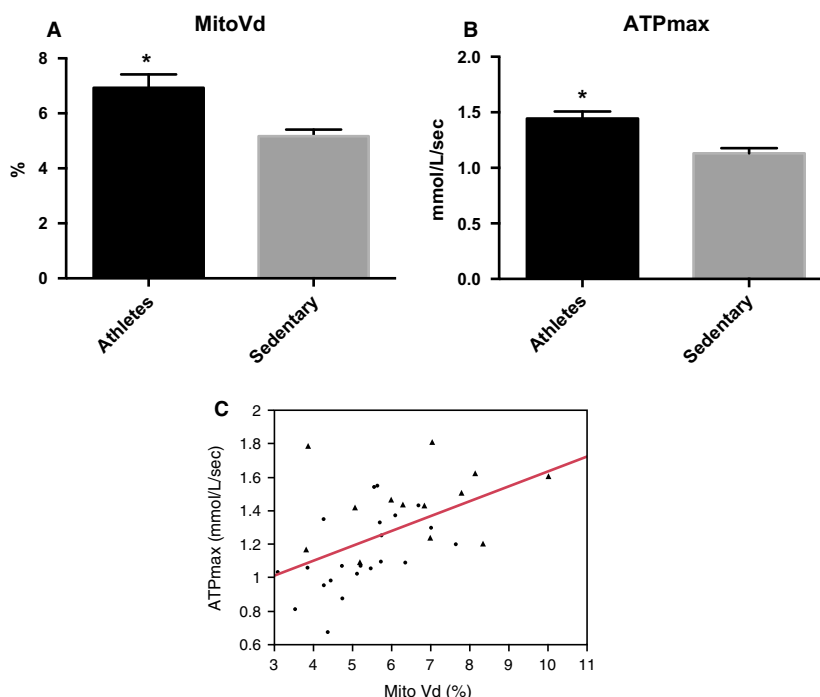 A
MitoVd
8
6
4
2
0
%
*
Athletes
Sedentary
B
ATPmax
2.0
1.5
1.0
0.5
0.0
mmol/L/sec
*
Athletes
Sedentary
C
2
1.8
1.6
1.4
1.2
1
0.8
0.6
ATPmax (mmol/L/sec)
3 4 5 6 7 8 9 10 11
Mito Vd (%)